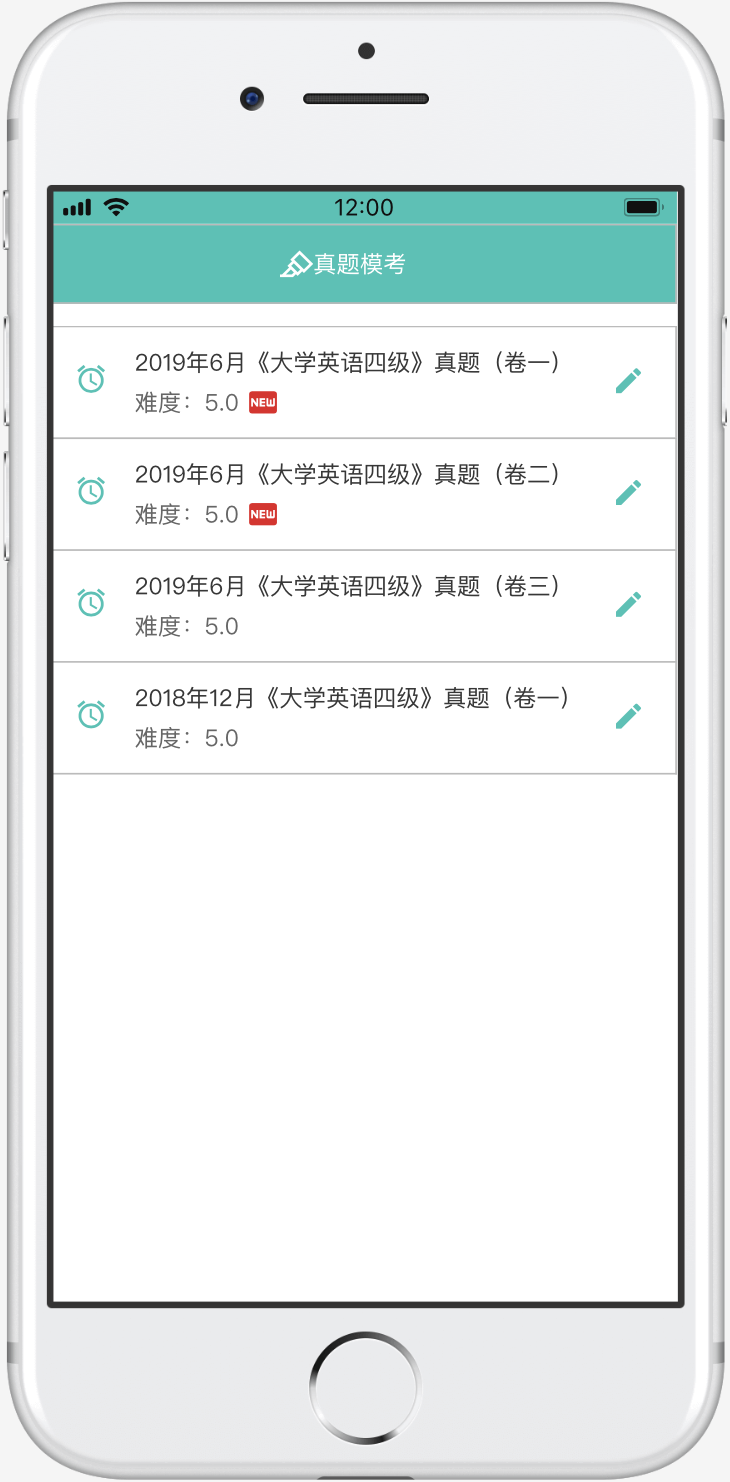 12:00
真题模考
2019年6月《大学英语四级》真题（卷一）
难度：5.0 NEW
2019年6月《大学英语四级》真题（卷二）
难度：5.0 NEW
2019年6月《大学英语四级》真题（卷三）
难度：5.0
2018年12月《大学英语四级》真题（卷一）
难度：5.0